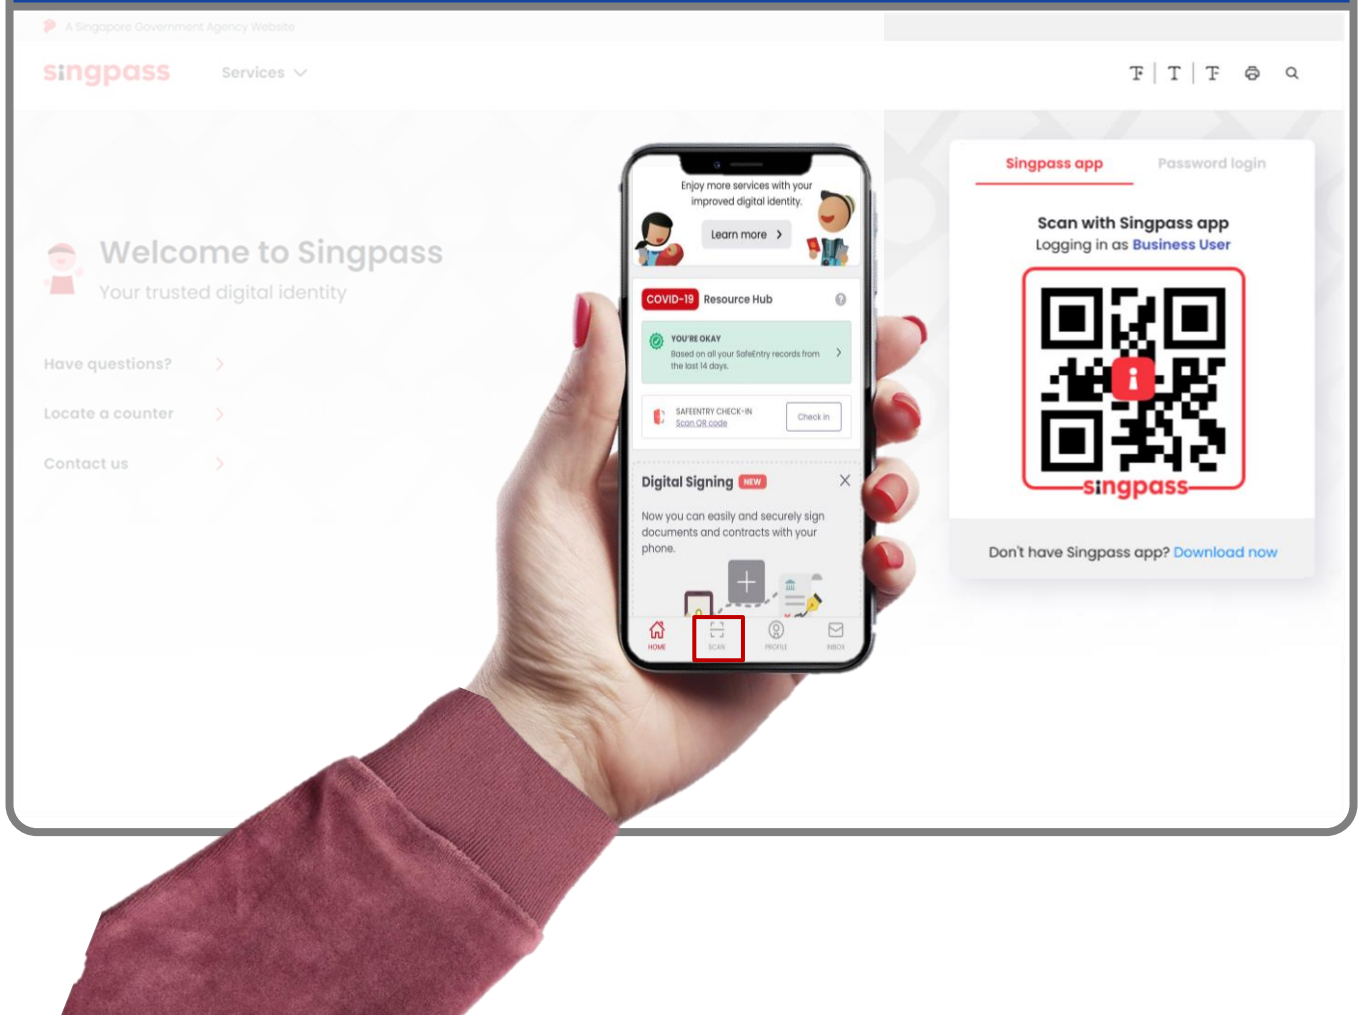 A Singapore Government Agency Website
singpass
Services
T T T
Welcome to Singpass
Your trusted digital identity
Have questions?
Locate a counter
Contact us
Enjoy more services with your
improved digital identity.
Learn more
COVID-19 Resource Hub
YOU'RE OKAY
Based on all your SafeEntry records from
the last 14 days.
SAFEENTRY CHECK-IN
Scan QR code
Check in
Digital Signing NEW
Now you can easily and securely sign
documents and contracts with your
phone.
HOME SCAN PROFILE INBOX
Singpass app Password login
Scan with Singpass app
Logging in as Business User
singpass
Don't have Singpass app? Download now